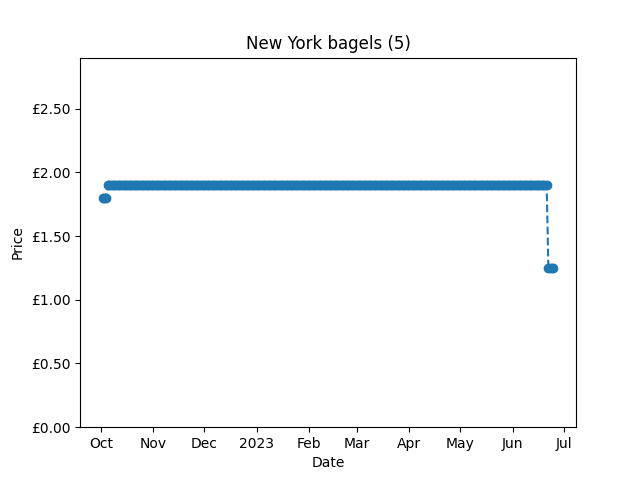 New York bagels (5)
£2.50
£2.00
£1.50
£1.00
£0.50
£0.00
Price
Oct Nov Dec 2023 Feb Mar Apr May Jun Jul
Date